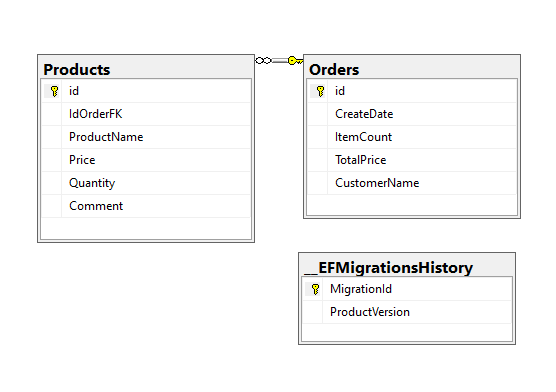 Products
id
IdOrderFK
ProductName
Price
Quantity
Comment
Orders
id
CreateDate
ItemCount
TotalPrice
CustomerName
__EFMigrationsHistory
MigrationId
ProductVersion